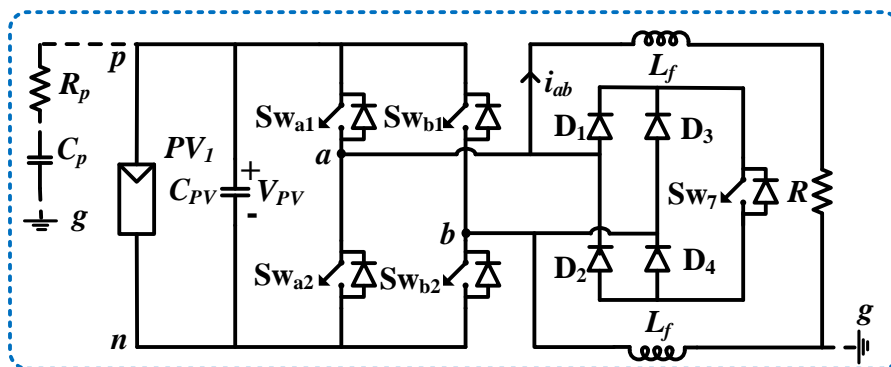 p
L_f
R_p
i_ab
Sw_a1
Sw_b1
D_1
D_3
C_p
PV_1
a
+
C_PV
V_PV
-
Sw_7
R
g
b
Sw_a2
Sw_b2
D_2
D_4
g
L_f
n